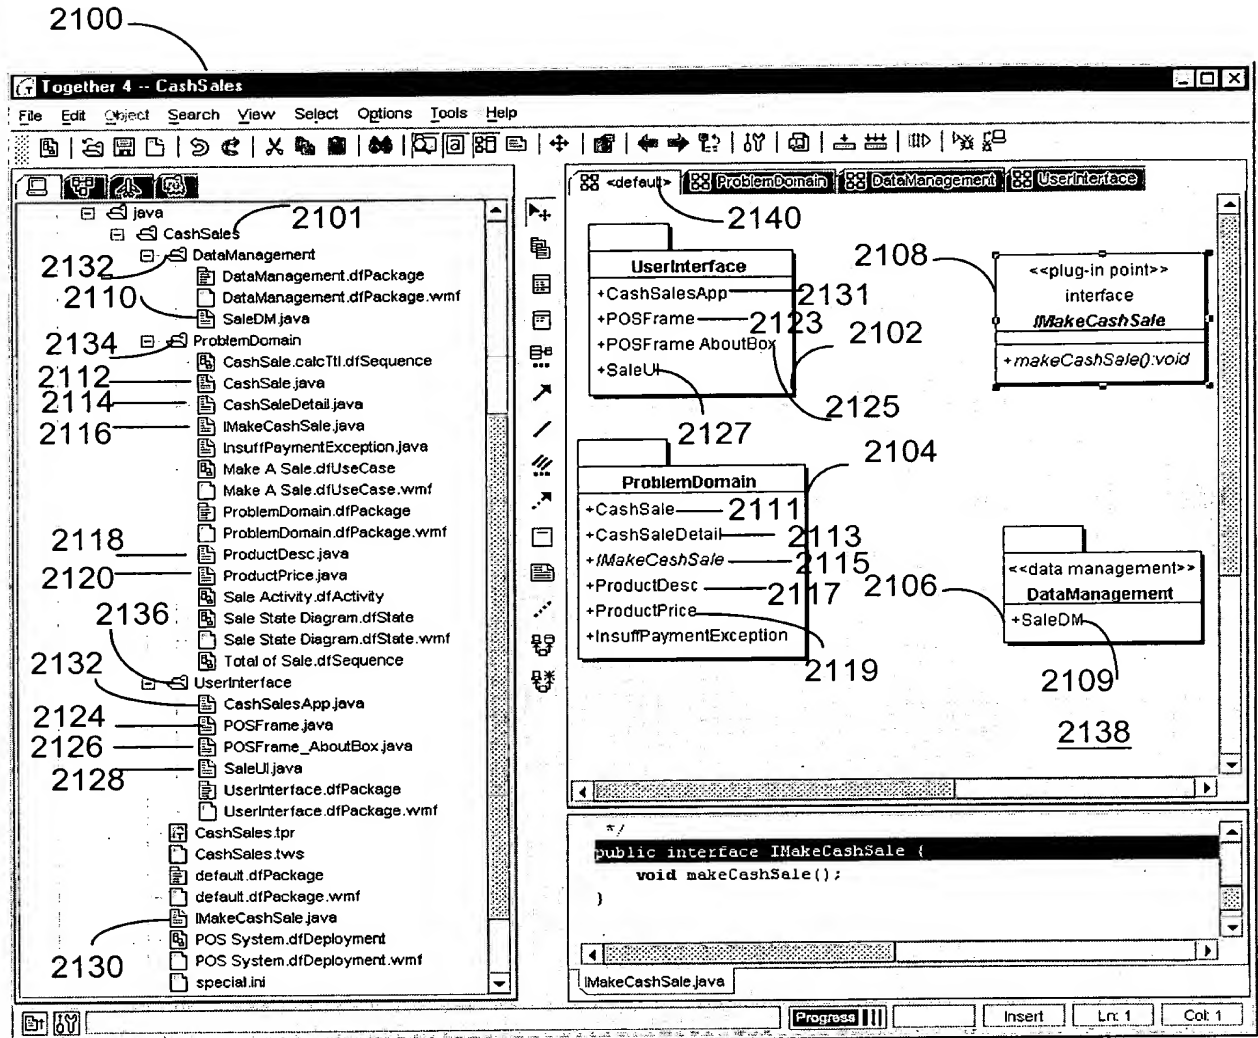 2100
Together 4 -- CashSales
File Edit Object Search View Select Options Tools Help
java
CashSales
2101
DataManagement
2132
DataManagement.dfPackage
DataManagement.dfPackage.wmf
2110
SaleDM.java
ProblemDomain
2134
CashSale.calcTtl.dfSequence
2112
CashSale.java
2114
CashSaleDetail.java
2116
IMakeCashSale.java
InsuffPaymentException.java
Make A Sale.dfUseCase
Make A Sale.dfUseCase.wmf
ProblemDomain.dfPackage
ProblemDomain.dfPackage.wmf
2118
ProductDesc.java
2120
ProductPrice.java
Sale Activity.dfActivity
2136
Sale State Diagram.dfState
Sale State Diagram.dfState.wmf
Total of Sale.dfSequence
2132
UserInterface
CashSalesApp.java
2124
POSFrame.java
2126
POSFrame_AboutBox.java
2128
SaleUI.java
UserInterface.dfPackage
UserInterface.dfPackage.wmf
CashSales.tpr
CashSales.tws
default.dfPackage
default.dfPackage.wmf
IMakeCashSale.java
POS System.dfDeployment
2130
POS System.dfDeployment.wmf
special.ini
<default> ProblemDomain DataManagement UserInterface
2140
UserInterface
+CashSalesApp
2131
+POSFrame
2123
2102
+POSFrame AboutBox
+SaleUI
2125
2127
2108
<<plug-in point>>
interface
IMakeCashSale
+makeCashSale():void
2104
ProblemDomain
+CashSale
2111
+CashSaleDetail
2113
+IMakeCashSale
2115
+ProductDesc
2117
+ProductPrice
+InsuffPaymentException
2119
2106
<<data management>>
DataManagement
+SaleDM
2109
2138
*/
public interface IMakeCashSale {
void makeCashSale();
}
IMakeCashSale.java
Progress Insert Ln: 1 Col: 1